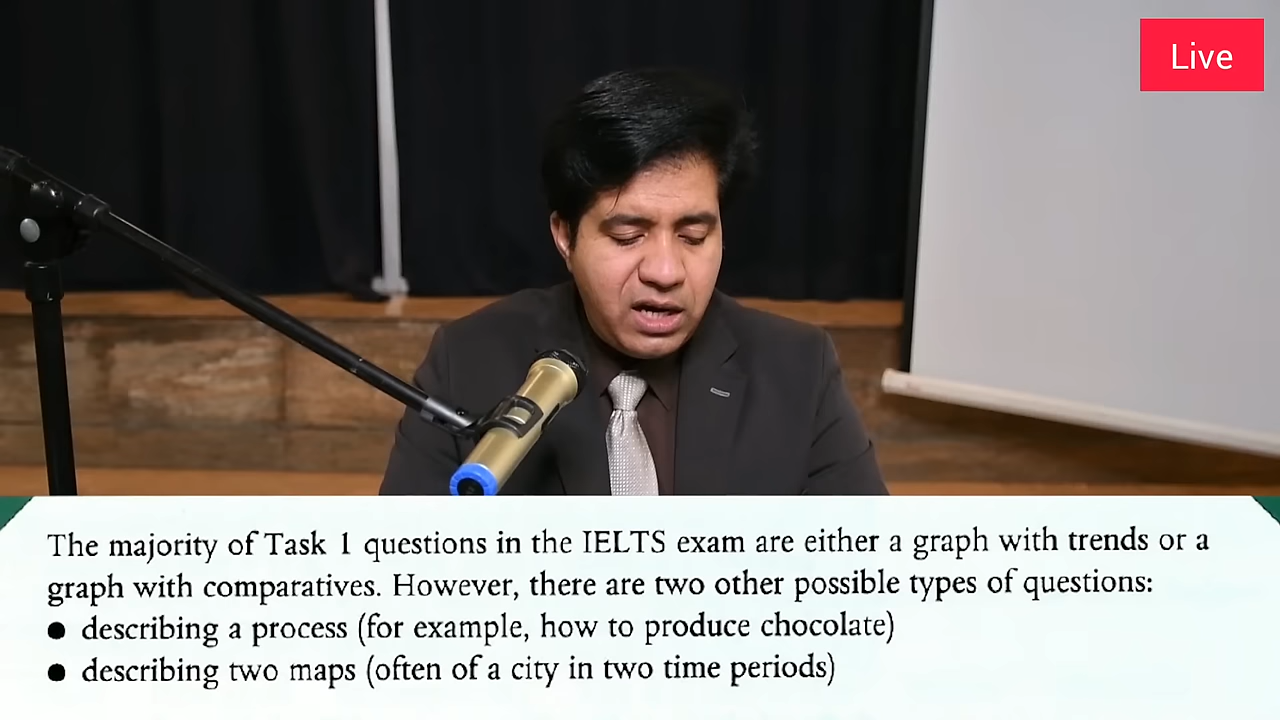 Live
The majority of Task 1 questions in the IELTS exam are either a graph with trends or a
graph with comparatives. However, there are two other possible types of questions:
● describing a process (for example, how to produce chocolate)
● describing two maps (often of a city in two time periods)